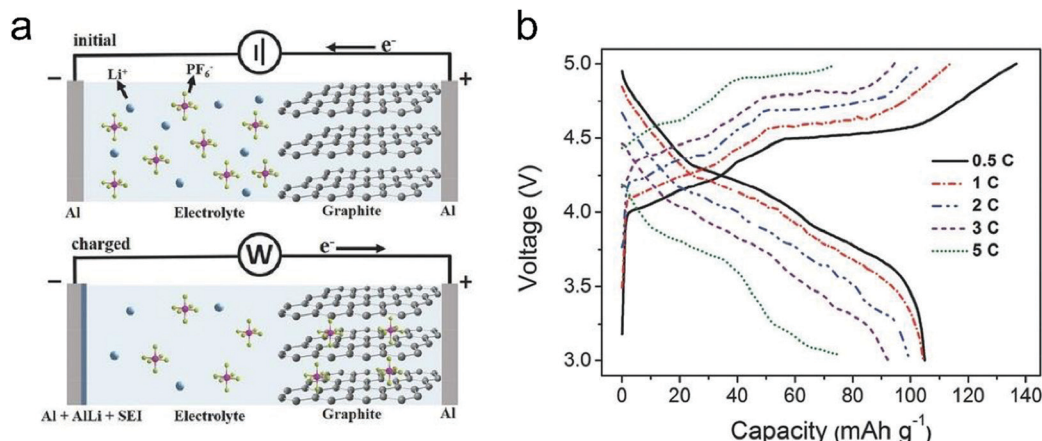 a
initial
e⁻
−
+
Li⁺
PF₆⁻
Al
Electrolyte
Graphite
Al
charged
W
e⁻
−
+
Al + AlLi + SEI
Electrolyte
Graphite
Al
b
Voltage (V)
5.0
4.5
4.0
3.5
3.0
0.5 C
1 C
2 C
3 C
5 C
0 20 40 60 80 100 120 140
Capacity (mAh g⁻¹)